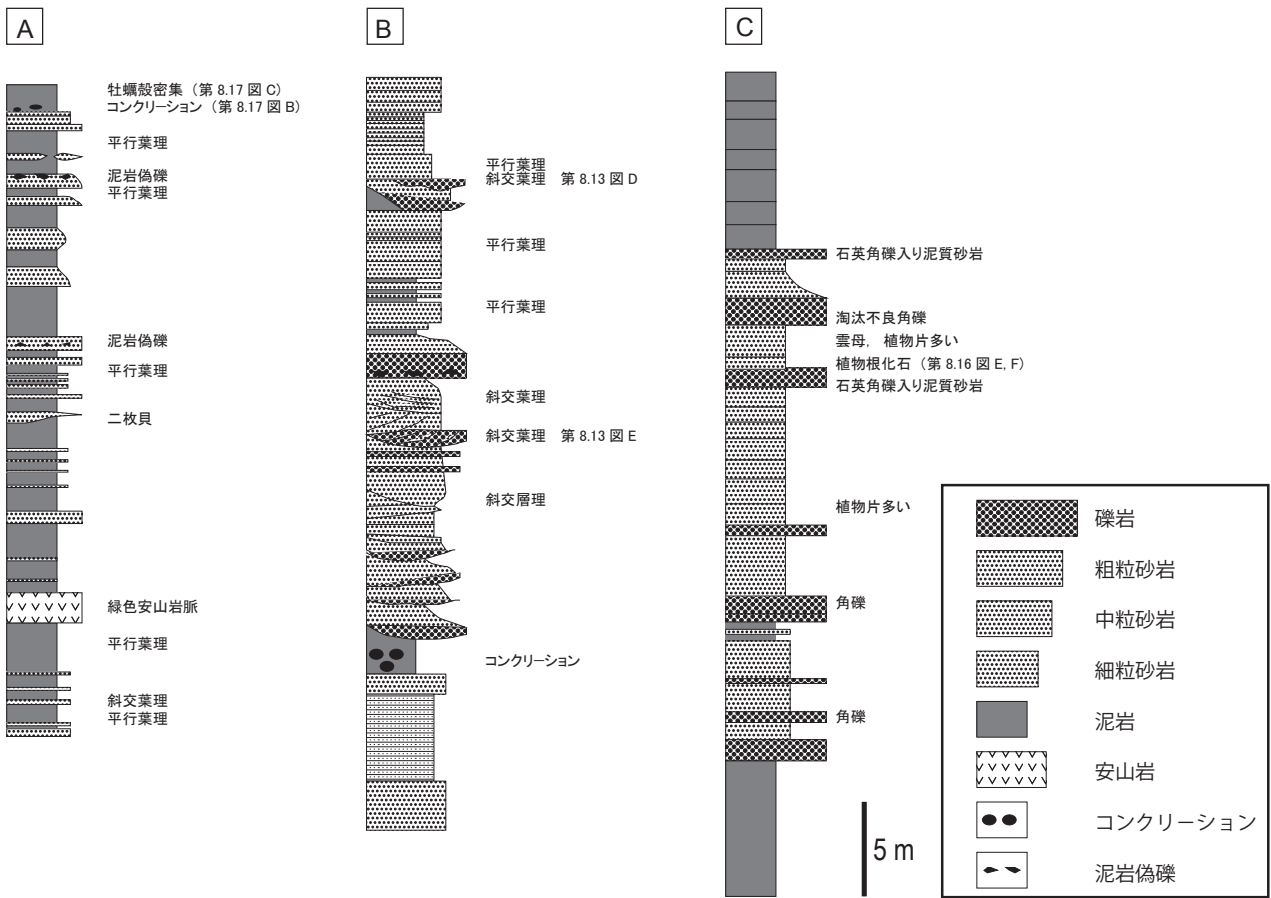 A
牡蠣殻密集（第 8.17 図 C）
コンクリーション（第 8.17 図 B）
平行葉理
泥岩偽礫
平行葉理
泥岩偽礫
平行葉理
二枚貝
緑色安山岩脈
平行葉理
斜交葉理
平行葉理
B
平行葉理
斜交葉理　第 8.13 図 D
平行葉理
平行葉理
斜交葉理
斜交葉理　第 8.13 図 E
斜交層理
コンクリーション
C
石英角礫入り泥質砂岩
淘汰不良角礫
雲母，植物片多い
植物根化石（第 8.16 図 E, F）
石英角礫入り泥質砂岩
植物片多い
角礫
角礫
5 m
礫岩
粗粒砂岩
中粒砂岩
細粒砂岩
泥岩
安山岩
コンクリーション
泥岩偽礫